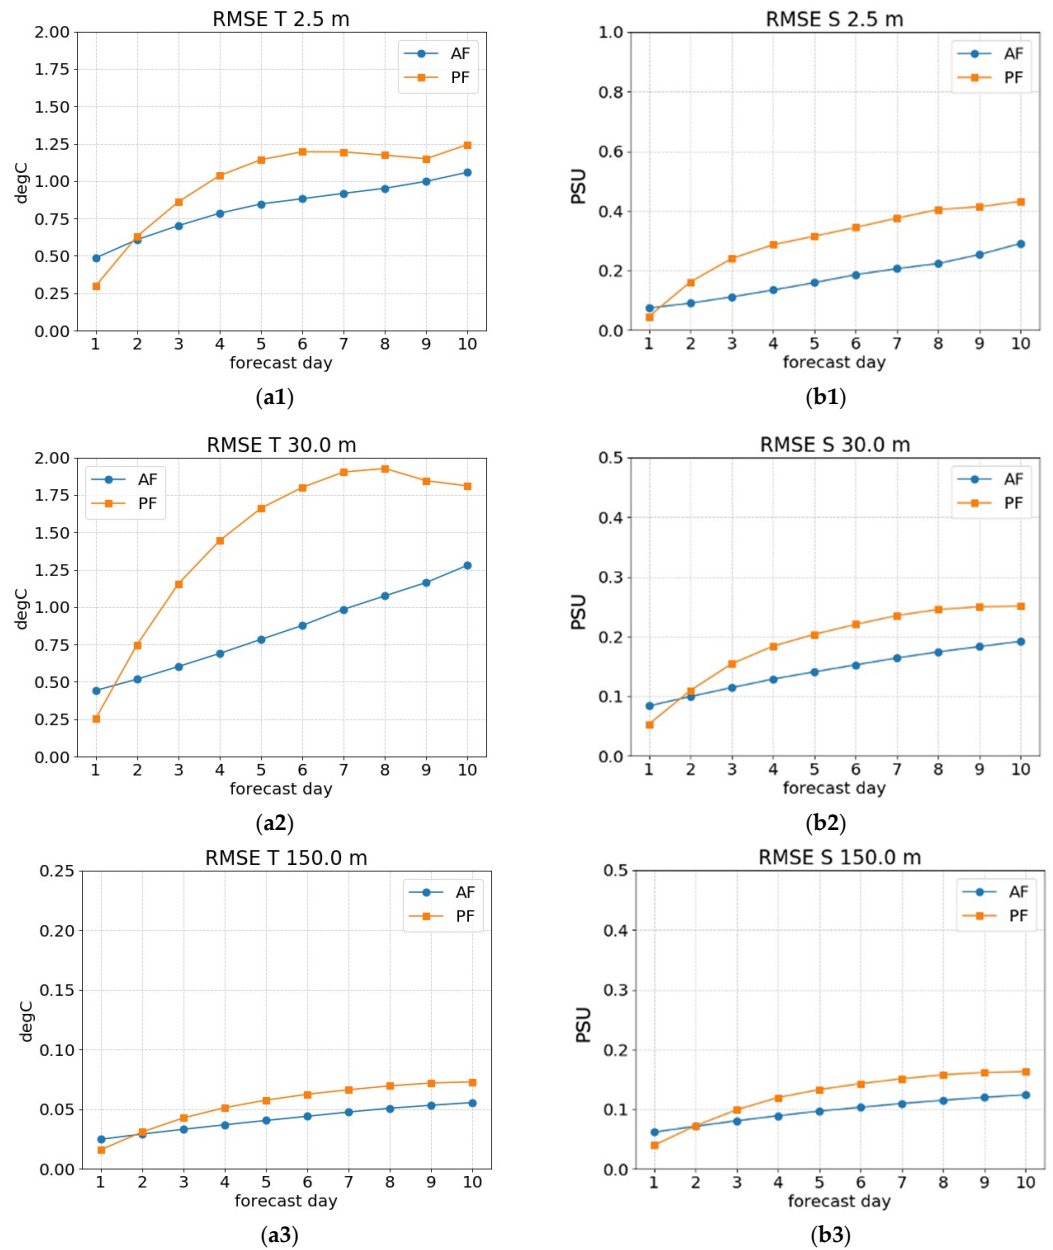 RMSE T 2.5 m
2.00
1.75
1.50
1.25
1.00
0.75
0.50
0.25
0.00
degC
AF
PF
1 2 3 4 5 6 7 8 9 10
forecast day
(a1)
RMSE S 2.5 m
1.0
0.8
0.6
0.4
0.2
0.0
PSU
AF
PF
1 2 3 4 5 6 7 8 9 10
forecast day
(b1)
RMSE T 30.0 m
2.00
1.75
1.50
1.25
1.00
0.75
0.50
0.25
0.00
degC
AF
PF
1 2 3 4 5 6 7 8 9 10
forecast day
(a2)
RMSE S 30.0 m
0.5
0.4
0.3
0.2
0.1
0.0
PSU
AF
PF
1 2 3 4 5 6 7 8 9 10
forecast day
(b2)
RMSE T 150.0 m
0.25
0.20
0.15
0.10
0.05
0.00
degC
AF
PF
1 2 3 4 5 6 7 8 9 10
forecast day
(a3)
RMSE S 150.0 m
0.5
0.4
0.3
0.2
0.1
0.0
PSU
AF
PF
1 2 3 4 5 6 7 8 9 10
forecast day
(b3)